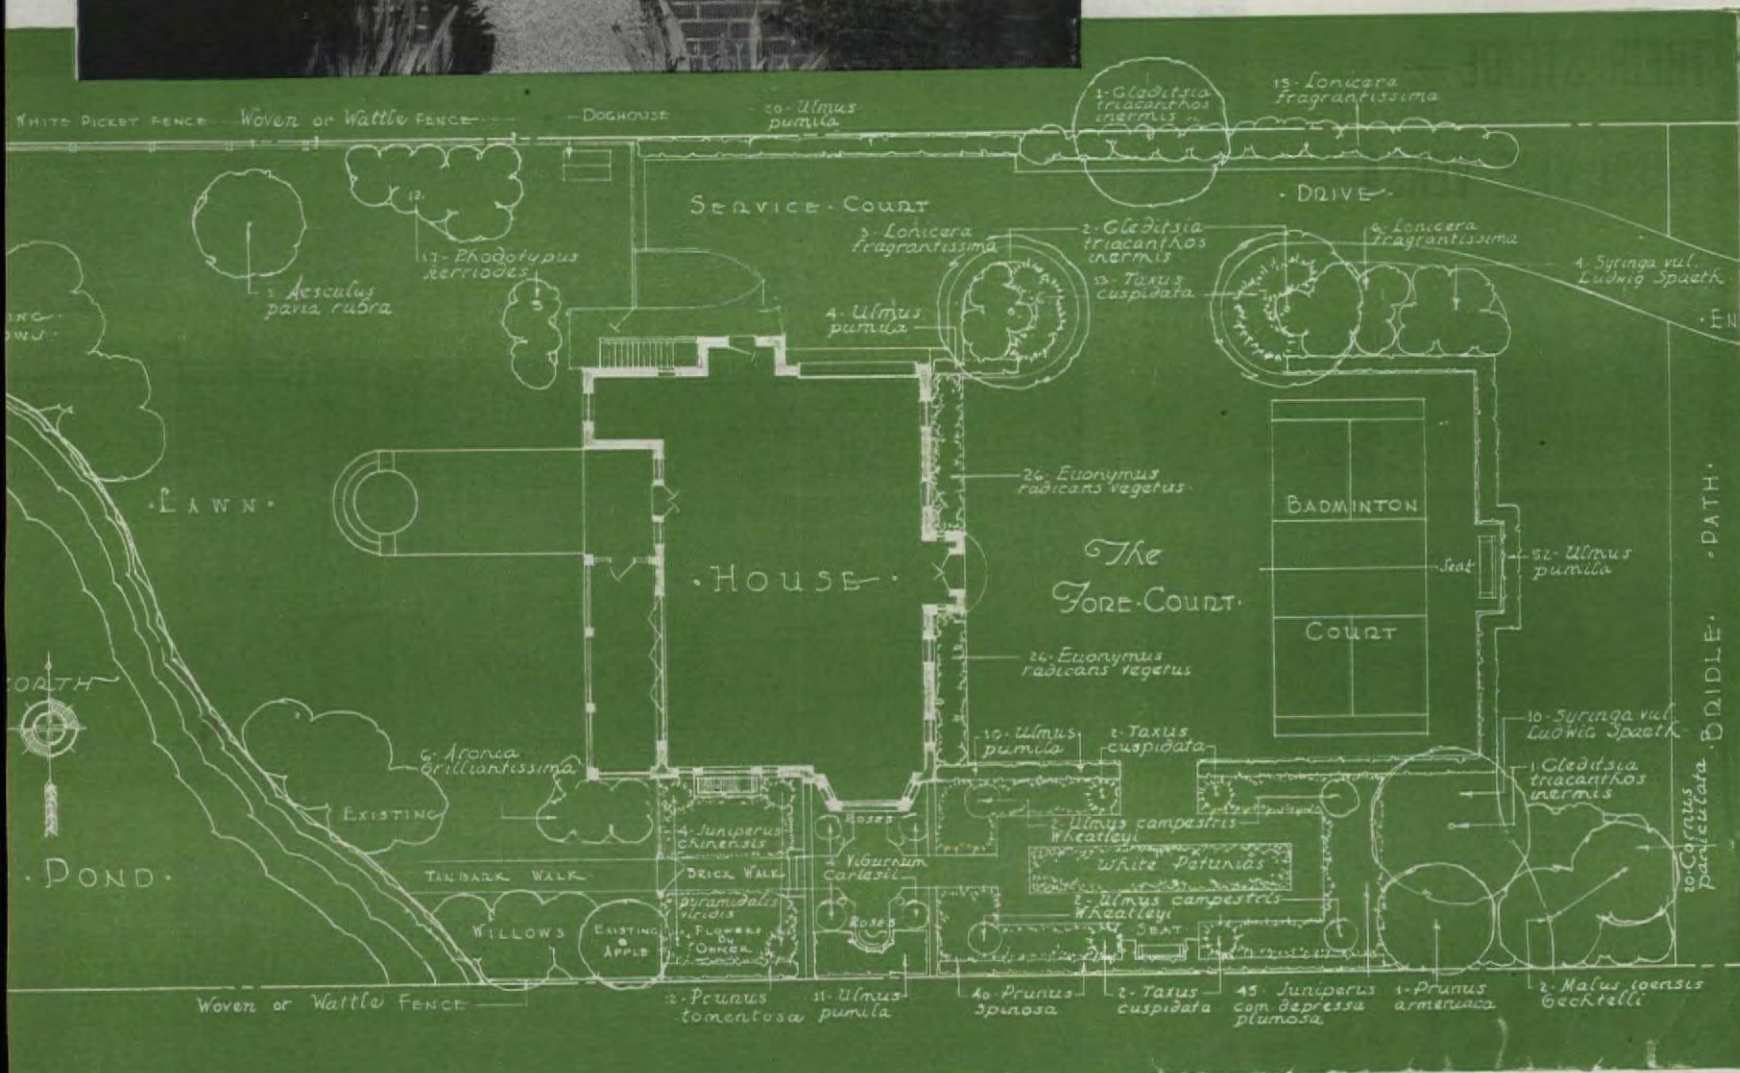 WHITE PICKET FENCE
Woven or Wattle FENCE
DOGHOUSE
20-Ulmus
pumila
1-Gleditsia
triacanthos
inermis
15-Lonicera
fragrantissima
SERVICE·COURT
·DRIVE·
3-Lonicera
fragrantissima
2-Gleditsia
triacanthos
inermis
13-Taxus
cuspidata
6-Lonicera
fragrantissima
4-Syringa vul.
Ludwig Spaeth
12
12-Rhodotypus
kerriodes
5
1 Aesculus
pavia rubra
4-Ulmus
pumila
·LAWN·
26-Euonymus
radicans vegetus
BADMINTON
COURT
·HOUSE·
The
FORE·COURT·
Seat
52-Ulmus
pumila
26-Euonymus
radicans vegetus
·BRIDLE· ·PATH·
ORTH
6-Aronia
Brilliantissima
10-Ulmus
pumila
2-Taxus
cuspidata
10-Syringa vul.
Ludwig Spaeth
1 Gleditsia
triacanthos
inermis
20-Cornus
paniculata
EXISTING
·POND·
4-Juniperus
chinensis
pyramidalis
viridis
ROSES
2-Ulmus campestris
Wheatleyi
White Petunias
TANBARK WALK
BRICK WALK
4 Viburnum
Carlesii
2-Ulmus campestris
Wheatleyi
WILLOWS
EXISTING
APPLE
FLOWERS
By
OWNER
ROSES
SEAT
Woven or Wattle FENCE
12-Prunus
tomentosa
11-Ulmus
pumila
40-Prunus
Spinosa
2-Taxus
cuspidata
45-Juniperus
com depressa
plumosa
1-Prunus
armeniaca
2-Malus ioensis
Bechtelli